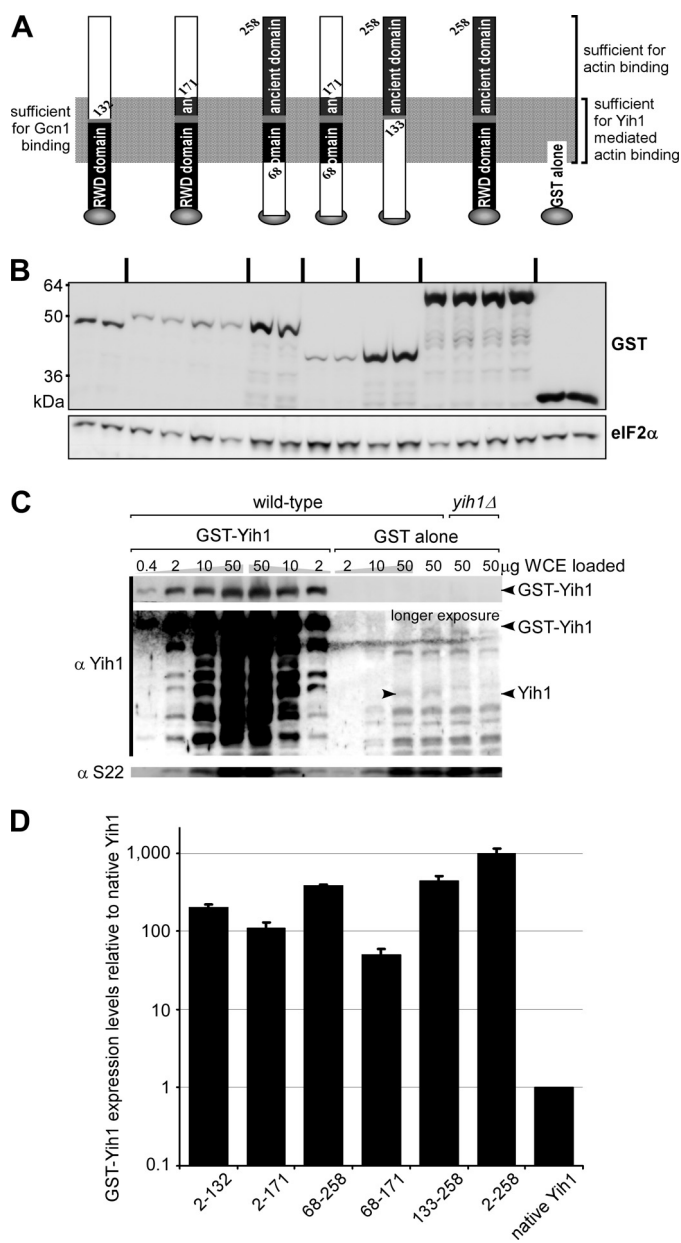 A
258
258
258
sufficient for
actin binding
ancient domain
an
171
ancient domain
an
171
ancient domain
ancient domain
132
133
sufficient
for Gcn1
binding
sufficient
for Yih1
mediated
actin binding
RWD domain
RWD domain
68
68
RWD domain
GST alone
B
64
50
36
kDa
GST
eIF2α
C
wild-type
yih1Δ
GST-Yih1
GST alone
0.4 2 10 50 50 10 2 2 10 50 50 50 50 µg WCE loaded
GST-Yih1
longer exposure
GST-Yih1
α Yih1
Yih1
α S22
D
GST-Yih1 expression levels relative to native Yih1
1,000
100
10
1
0.1
2-132
2-171
68-258
68-171
133-258
2-258
native Yih1